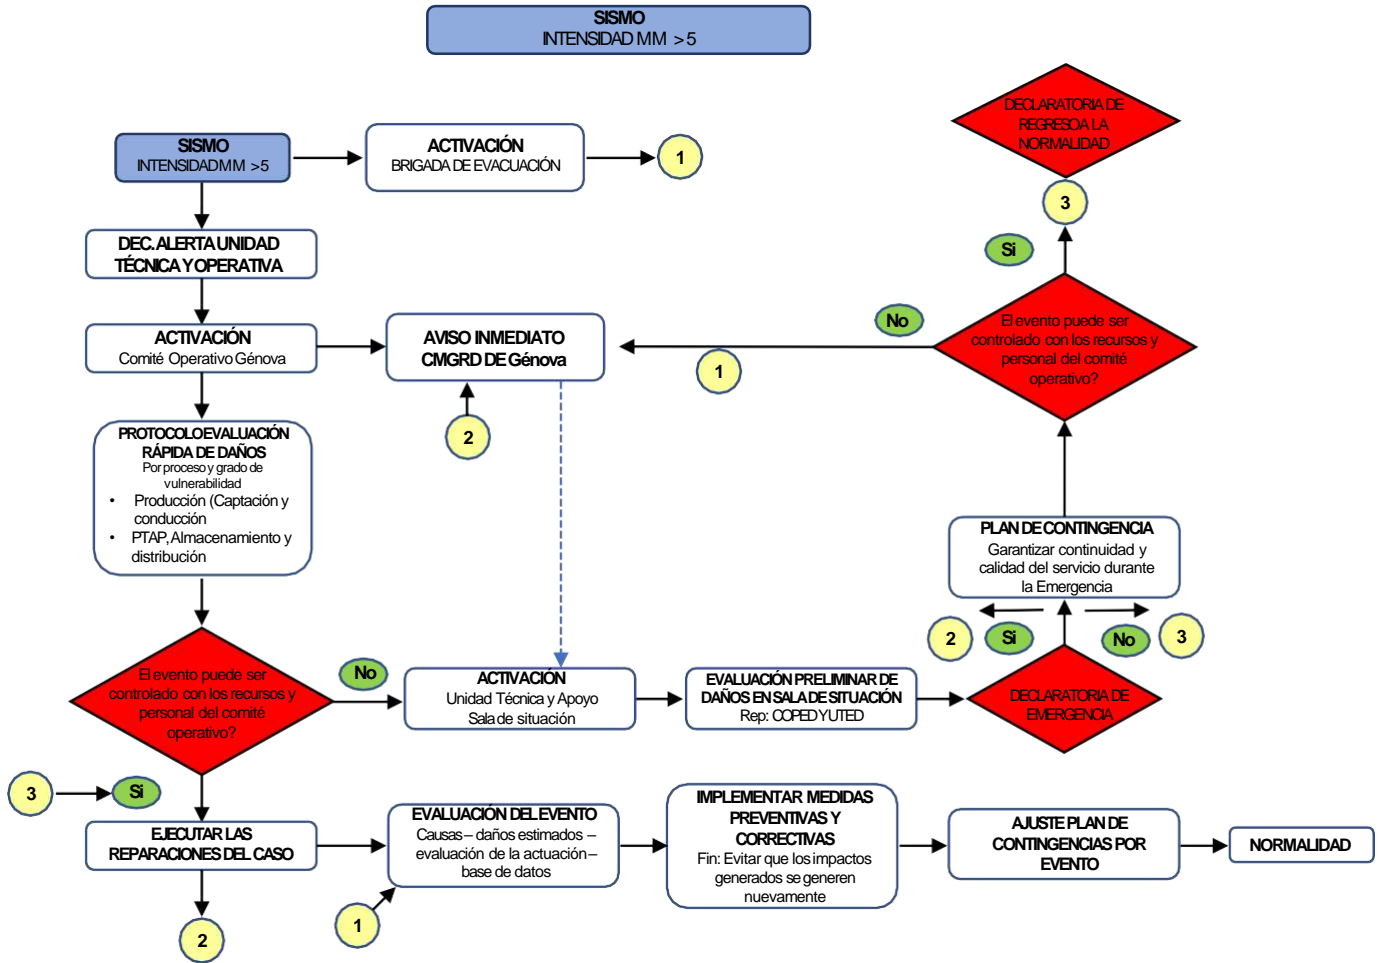 SISMO
INTENSIDAD MM >5
DECLARATORIA DE
REGRESO A LA
NORMALIDAD
3
Si
SISMO
INTENSIDAD MM >5
ACTIVACIÓN
BRIGADA DE EVACUACIÓN
1
DEC. ALERTA UNIDAD
TÉCNICA Y OPERATIVA
ACTIVACIÓN
Comité Operativo Génova
AVISO INMEDIATO
CMGRD DE Génova
2
No
1
El evento puede ser
controlado con los recursos y
personal del comité
operativo?
PROTOCOLO EVALUACIÓN
RÁPIDA DE DAÑOS
Por proceso y grado de
vulnerabilidad
• Producción (Captación y
conducción
• PTAP, Almacenamiento y
distribución
PLAN DE CONTINGENCIA
Garantizar continuidad y
calidad del servicio durante
la Emergencia
2
Si
No
3
El evento puede ser
controlado con los recursos y
personal del comité
operativo?
No
ACTIVACIÓN
Unidad Técnica y Apoyo
Sala de situación
EVALUACIÓN PRELIMINAR DE
DAÑOS EN SALA DE SITUACIÓN
Rep: COPED YUTED
DECLARATORIA DE
EMERGENCIA
3
Si
EJECUTAR LAS
REPARACIONES DEL CASO
2
EVALUACIÓN DEL EVENTO
Causas – daños estimados –
evaluación de la actuación –
base de datos
1
IMPLEMENTAR MEDIDAS
PREVENTIVAS Y
CORRECTIVAS
Fin: Evitar que los impactos
generados se generen
nuevamente
AJUSTE PLAN DE
CONTINGENCIAS POR
EVENTO
NORMALIDAD